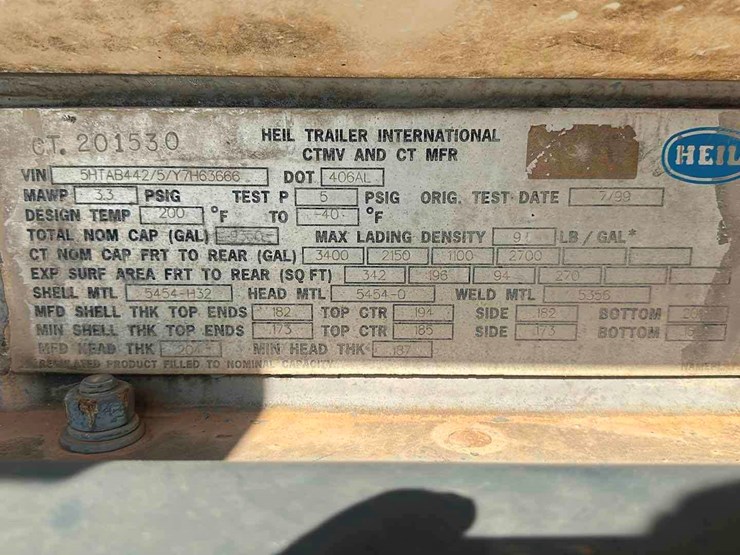 CT. 201530
HEIL TRAILER INTERNATIONAL
CTMV AND CT MFR
HEIL
VIN 5HTAB442/5/Y7H63666 DOT 406AL
MAWP 3.3 PSIG TEST P 5 PSIG ORIG. TEST DATE 7/99
DESIGN TEMP 200 °F TO -40 °F
TOTAL NOM CAP (GAL) MAX LADING DENSITY LB / GAL*
CT NOM CAP FRT TO REAR (GAL) 3400 2150 1100 2700
EXP SURF AREA FRT TO REAR (SQ FT) 342 196 94 270
SHELL MTL 5454-H32 HEAD MTL 5454-O WELD MTL 5356
MFD SHELL THK TOP ENDS .182 TOP CTR .194 SIDE .182 BOTTOM
MIN SHELL THK TOP ENDS .173 TOP CTR .185 SIDE .173 BOTTOM
MFD HEAD THK MIN HEAD THK .187
REGULATED PRODUCT FILLED TO NOMINAL CAPACITY